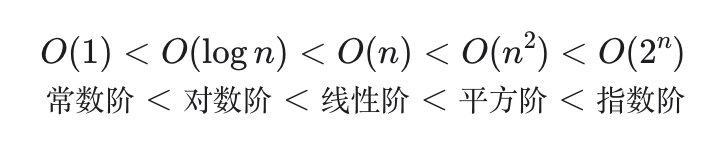 O(1) < O(log n) < O(n) < O(n²) < O(2ⁿ)
常数阶 < 对数阶 < 线性阶 < 平方阶 < 指数阶